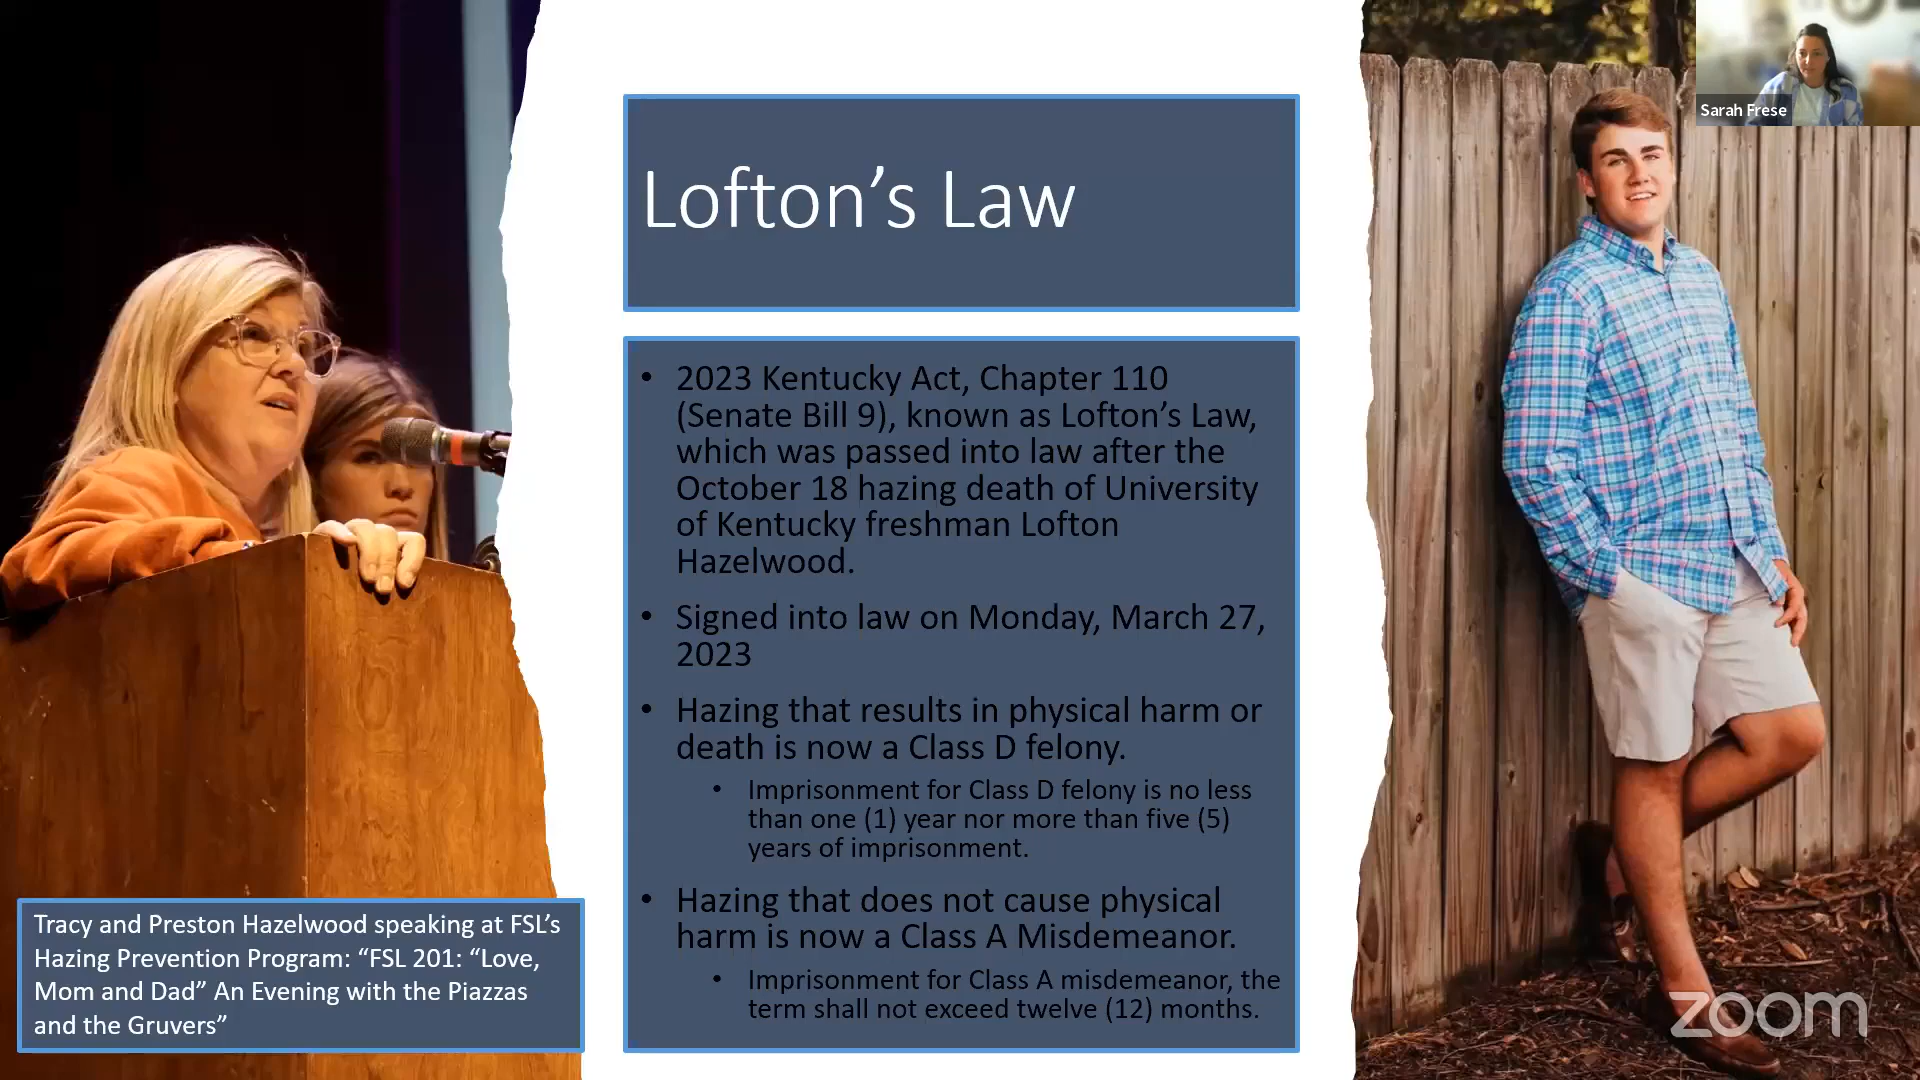 Sarah Frese
Lofton’s Law
• 2023 Kentucky Act, Chapter 110
(Senate Bill 9), known as Lofton’s Law,
which was passed into law after the
October 18 hazing death of University
of Kentucky freshman Lofton
Hazelwood.
• Signed into law on Monday, March 27,
2023
• Hazing that results in physical harm or
death is now a Class D felony.
• Imprisonment for Class D felony is no less
than one (1) year nor more than five (5)
years of imprisonment.
• Hazing that does not cause physical
harm is now a Class A Misdemeanor.
• Imprisonment for Class A misdemeanor, the
term shall not exceed twelve (12) months.
Tracy and Preston Hazelwood speaking at FSL’s
Hazing Prevention Program: “FSL 201: “Love,
Mom and Dad” An Evening with the Piazzas
and the Gruvers”
zoom